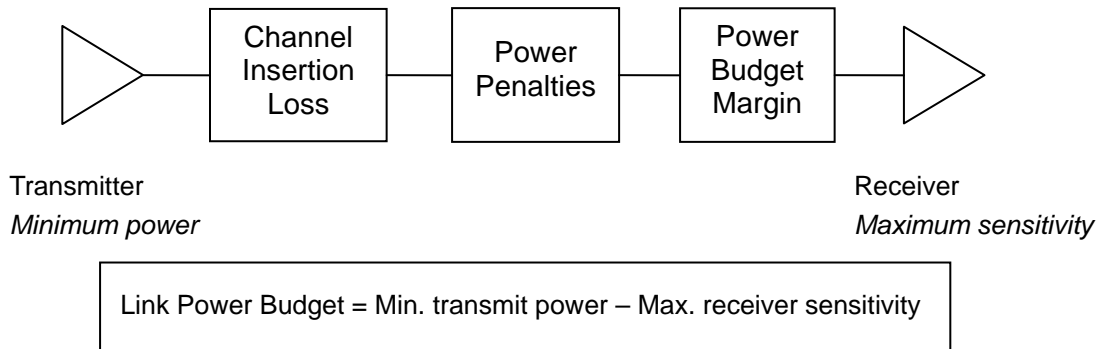 Channel
Insertion
Loss
Power
Penalties
Power
Budget
Margin
Transmitter
Minimum power
Receiver
Maximum sensitivity
Link Power Budget = Min. transmit power – Max. receiver sensitivity